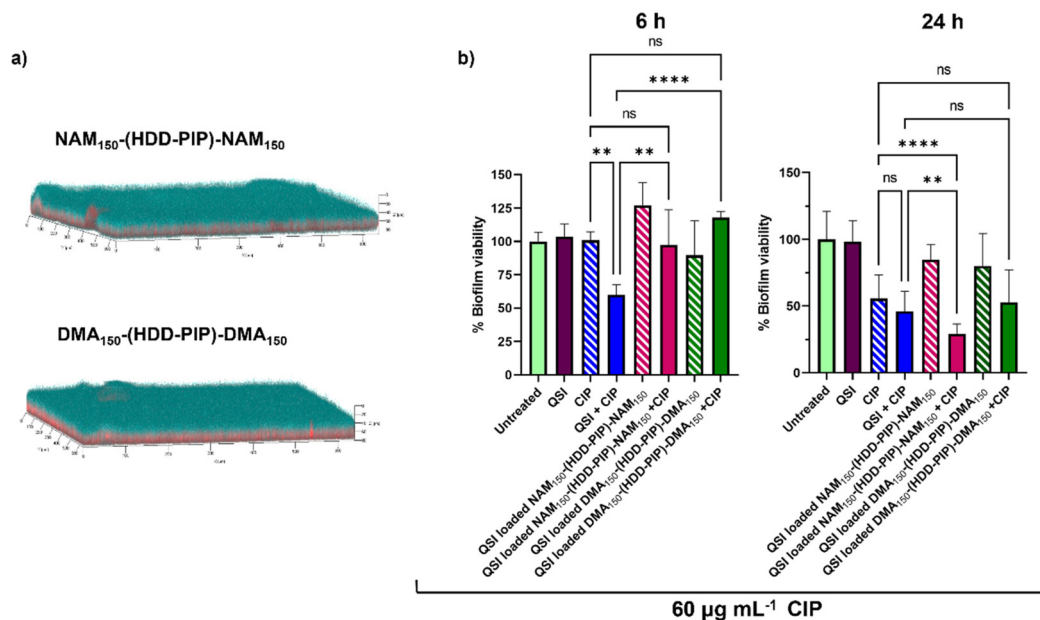 a)
NAM₁₅₀-(HDD-PIP)-NAM₁₅₀
DMA₁₅₀-(HDD-PIP)-DMA₁₅₀
b)
6 h
ns
****
ns
**
**
% Biofilm viability
150
125
100
75
50
25
0
Untreated
QSI
CIP
QSI + CIP
QSI loaded NAM₁₅₀-(HDD-PIP)-NAM₁₅₀
QSI loaded NAM₁₅₀-(HDD-PIP)-NAM₁₅₀ +CIP
QSI loaded DMA₁₅₀-(HDD-PIP)-DMA₁₅₀
QSI loaded DMA₁₅₀-(HDD-PIP)-DMA₁₅₀ +CIP
24 h
ns
ns
****
ns
**
% Biofilm viability
150
100
50
0
Untreated
QSI
CIP
QSI + CIP
QSI loaded NAM₁₅₀-(HDD-PIP)-NAM₁₅₀
QSI loaded NAM₁₅₀-(HDD-PIP)-NAM₁₅₀ + CIP
QSI loaded DMA₁₅₀-(HDD-PIP)-DMA₁₅₀
QSI loaded DMA₁₅₀-(HDD-PIP)-DMA₁₅₀ +CIP
60 µg mL⁻¹ CIP